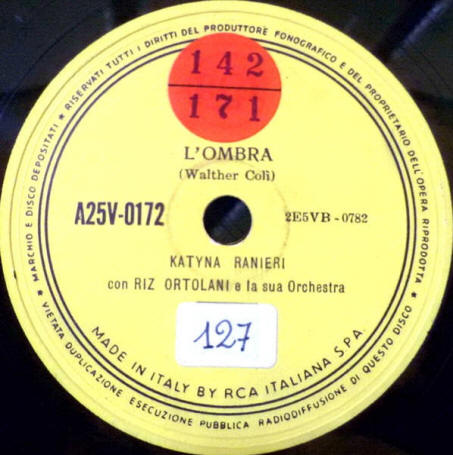 RISERVATI TUTTI I DIRITTI DEL PRODUTTORE FONOGRAFICO E DEL PROPRIETARIO DELL'OPERA RIPRODOTTA ★
142
171
L'OMBRA
(Walther Colì)
A25V-0172
2E5VB-0782
KATYNA RANIERI
con RIZ ORTOLANI e la sua Orchestra
127
MADE IN ITALY BY RCA ITALIANA S.P.A.
★ MARCHIO E DISCO DEPOSITATI ★
VIETATA DUPLICAZIONE ESECUZIONE PUBBLICA RADIODIFFUSIONE DI QUESTO DISCO